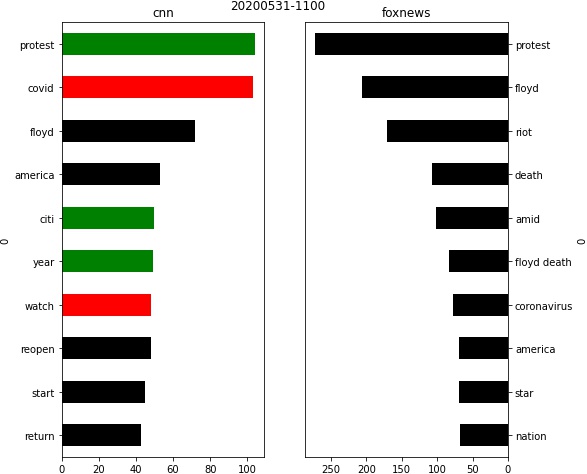 20200531-1100
cnn
foxnews
protest
covid
floyd
america
citi
year
watch
reopen
start
return
0
0 20 40 60 80 100
protest
floyd
riot
death
amid
floyd death
coronavirus
america
star
nation
0
250 200 150 100 50 0